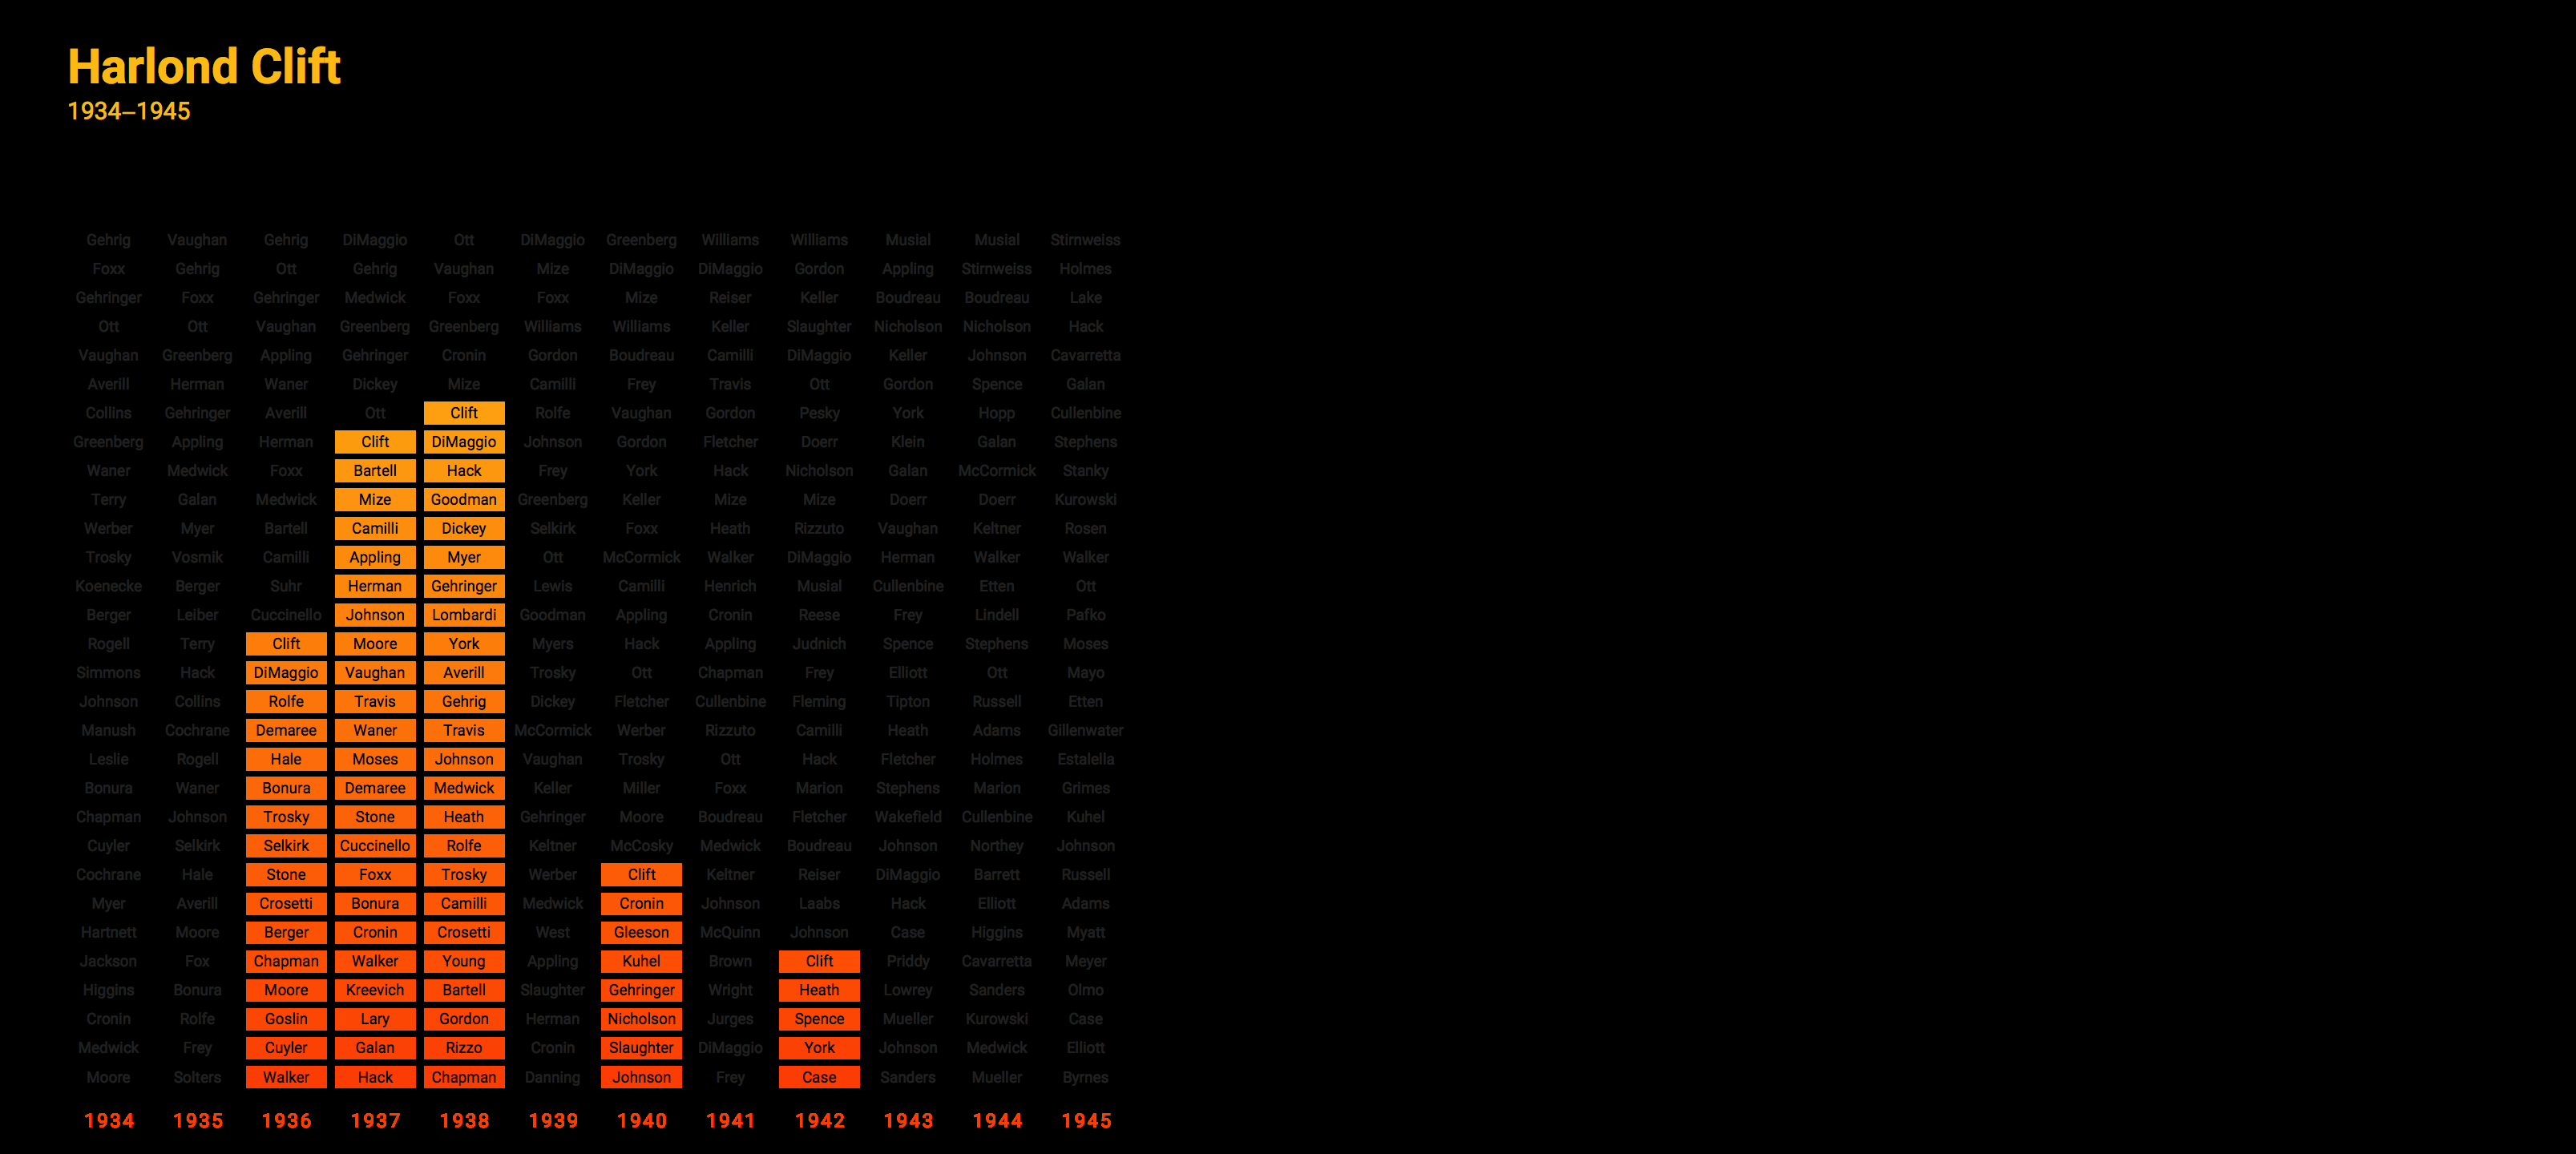 Harlond Clift
1934–1945
Gehrig Vaughan Gehrig DiMaggio Ott DiMaggio Greenberg Williams Williams Musial Musial Stirnweiss
Foxx Gehrig Ott Gehrig Vaughan Mize DiMaggio DiMaggio Gordon Appling Stirnweiss Holmes
Gehringer Foxx Gehringer Medwick Foxx Foxx Mize Reiser Keller Boudreau Boudreau Lake
Ott Ott Vaughan Greenberg Greenberg Williams Williams Keller Slaughter Nicholson Nicholson Hack
Vaughan Greenberg Appling Gehringer Cronin Gordon Boudreau Camilli DiMaggio Keller Johnson Cavarretta
Averill Herman Waner Dickey Mize Camilli Frey Travis Ott Gordon Spence Galan
Collins Gehringer Averill Ott Clift Rolfe Vaughan Gordon Pesky York Hopp Cullenbine
Greenberg Appling Herman Clift DiMaggio Johnson Gordon Fletcher Doerr Klein Galan Stephens
Waner Medwick Foxx Bartell Hack Frey York Hack Nicholson Galan McCormick Stanky
Terry Galan Medwick Mize Goodman Greenberg Keller Mize Mize Doerr Doerr Kurowski
Werber Myer Bartell Camilli Dickey Selkirk Foxx Heath Rizzuto Vaughan Keltner Rosen
Trosky Vosmik Camilli Appling Myer Ott McCormick Walker DiMaggio Herman Walker Walker
Koenecke Berger Suhr Herman Gehringer Lewis Camilli Henrich Musial Cullenbine Etten Ott
Berger Leiber Cuccinello Johnson Lombardi Goodman Appling Cronin Reese Frey Lindell Pafko
Rogell Terry Clift Moore York Myers Hack Appling Judnich Spence Stephens Moses
Simmons Hack DiMaggio Vaughan Averill Trosky Ott Chapman Frey Elliott Ott Mayo
Johnson Collins Rolfe Travis Gehrig Dickey Fletcher Cullenbine Fleming Tipton Russell Etten
Manush Cochrane Demaree Waner Travis McCormick Werber Rizzuto Camilli Heath Adams Gillenwater
Leslie Rogell Hale Moses Johnson Vaughan Trosky Ott Hack Fletcher Holmes Estalella
Bonura Waner Bonura Demaree Medwick Keller Miller Foxx Marion Stephens Marion Grimes
Chapman Johnson Trosky Stone Heath Gehringer Moore Boudreau Fletcher Wakefield Cullenbine Kuhel
Cuyler Selkirk Selkirk Cuccinello Rolfe Keltner McCosky Medwick Boudreau Johnson Northey Johnson
Cochrane Hale Stone Foxx Trosky Werber Clift Keltner Reiser DiMaggio Barrett Russell
Myer Averill Crosetti Bonura Camilli Medwick Cronin Johnson Laabs Hack Elliott Adams
Hartnett Moore Berger Cronin Crosetti West Gleeson McQuinn Johnson Case Higgins Myatt
Jackson Fox Chapman Walker Young Appling Kuhel Brown Clift Priddy Cavarretta Meyer
Higgins Bonura Moore Kreevich Bartell Slaughter Gehringer Wright Heath Lowrey Sanders Olmo
Cronin Rolfe Goslin Lary Gordon Herman Nicholson Jurges Spence Mueller Kurowski Case
Medwick Frey Cuyler Galan Rizzo Cronin Slaughter DiMaggio York Johnson Medwick Elliott
Moore Solters Walker Hack Chapman Danning Johnson Frey Case Sanders Mueller Byrnes
1934 1935 1936 1937 1938 1939 1940 1941 1942 1943 1944 1945